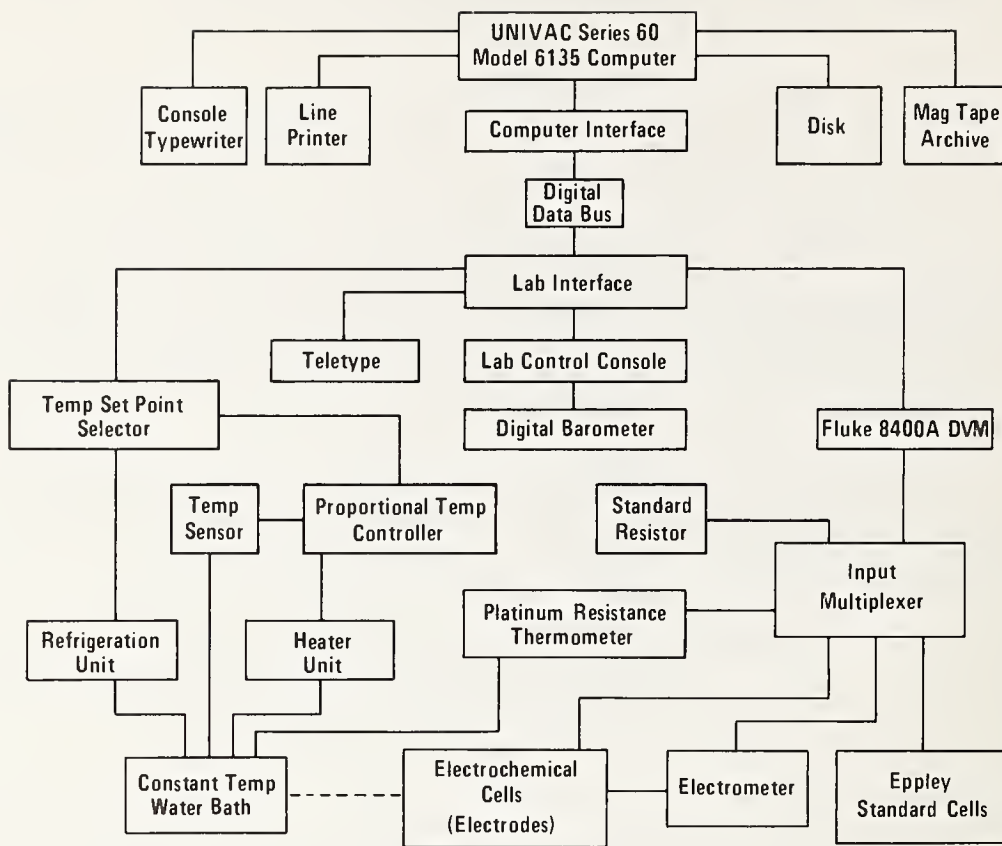 UNIVAC Series 60
Model 6135 Computer
Console
Typewriter
Line
Printer
Computer Interface
Disk
Mag Tape
Archive
Digital
Data Bus
Lab Interface
Teletype
Lab Control Console
Temp Set Point
Selector
Digital Barometer
Fluke 8400A DVM
Temp
Sensor
Proportional Temp
Controller
Standard
Resistor
Input
Multiplexer
Platinum Resistance
Thermometer
Refrigeration
Unit
Heater
Unit
Constant Temp
Water Bath
Electrochemical
Cells
(Electrodes)
Electrometer
Eppley
Standard Cells